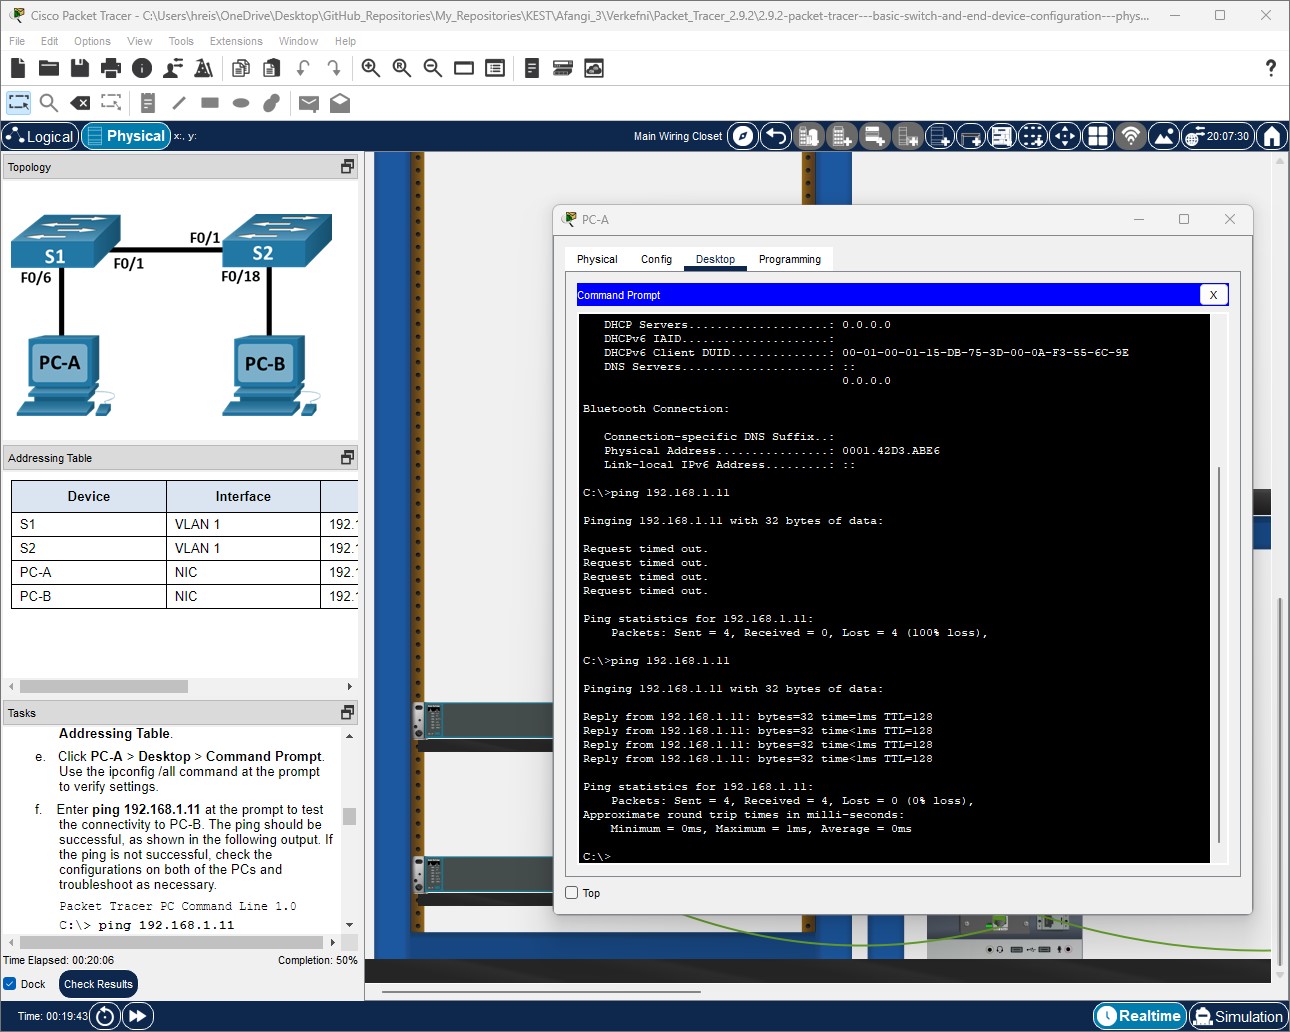 Cisco Packet Tracer - C:\Users\hreis\OneDrive\Desktop\GitHub_Repositories\My_Repositories\KEST\Afangi_3\Verkefni\Packet_Tracer_2.9.2\2.9.2-packet-tracer---basic-switch-and-end-device-configuration---phys...
File Edit Options View Tools Extensions Window Help
Logical Physical x:, y: Main Wiring Closet 20:07:30
Topology
F0/1
S1 S2
F0/1
F0/6 F0/18
PC-A PC-B
Addressing Table
Device Interface
S1 VLAN 1 192.1
S2 VLAN 1 192.1
PC-A NIC 192.1
PC-B NIC 192.1
Tasks
Addressing Table.
e. Click PC-A > Desktop > Command Prompt.
Use the ipconfig /all command at the prompt
to verify settings.
f. Enter ping 192.168.1.11 at the prompt to test
the connectivity to PC-B. The ping should be
successful, as shown in the following output. If
the ping is not successful, check the
configurations on both of the PCs and
troubleshoot as necessary.
Packet Tracer PC Command Line 1.0
C:\> ping 192.168.1.11
Time Elapsed: 00:20:06 Completion: 50%
Dock Check Results
PC-A
Physical Config Desktop Programming
Command Prompt X
DHCP Servers....................: 0.0.0.0
DHCPv6 IAID.....................:
DHCPv6 Client DUID..............: 00-01-00-01-15-DB-75-3D-00-0A-F3-55-6C-9E
DNS Servers.....................: ::
0.0.0.0
Bluetooth Connection:
Connection-specific DNS Suffix..:
Physical Address................: 0001.42D3.ABE6
Link-local IPv6 Address.........: ::
C:\>ping 192.168.1.11
Pinging 192.168.1.11 with 32 bytes of data:
Request timed out.
Request timed out.
Request timed out.
Request timed out.
Ping statistics for 192.168.1.11:
Packets: Sent = 4, Received = 0, Lost = 4 (100% loss),
C:\>ping 192.168.1.11
Pinging 192.168.1.11 with 32 bytes of data:
Reply from 192.168.1.11: bytes=32 time=1ms TTL=128
Reply from 192.168.1.11: bytes=32 time<1ms TTL=128
Reply from 192.168.1.11: bytes=32 time<1ms TTL=128
Reply from 192.168.1.11: bytes=32 time<1ms TTL=128
Ping statistics for 192.168.1.11:
Packets: Sent = 4, Received = 4, Lost = 0 (0% loss),
Approximate round trip times in milli-seconds:
Minimum = 0ms, Maximum = 1ms, Average = 0ms
C:\>
Top
Time: 00:19:43 Realtime Simulation